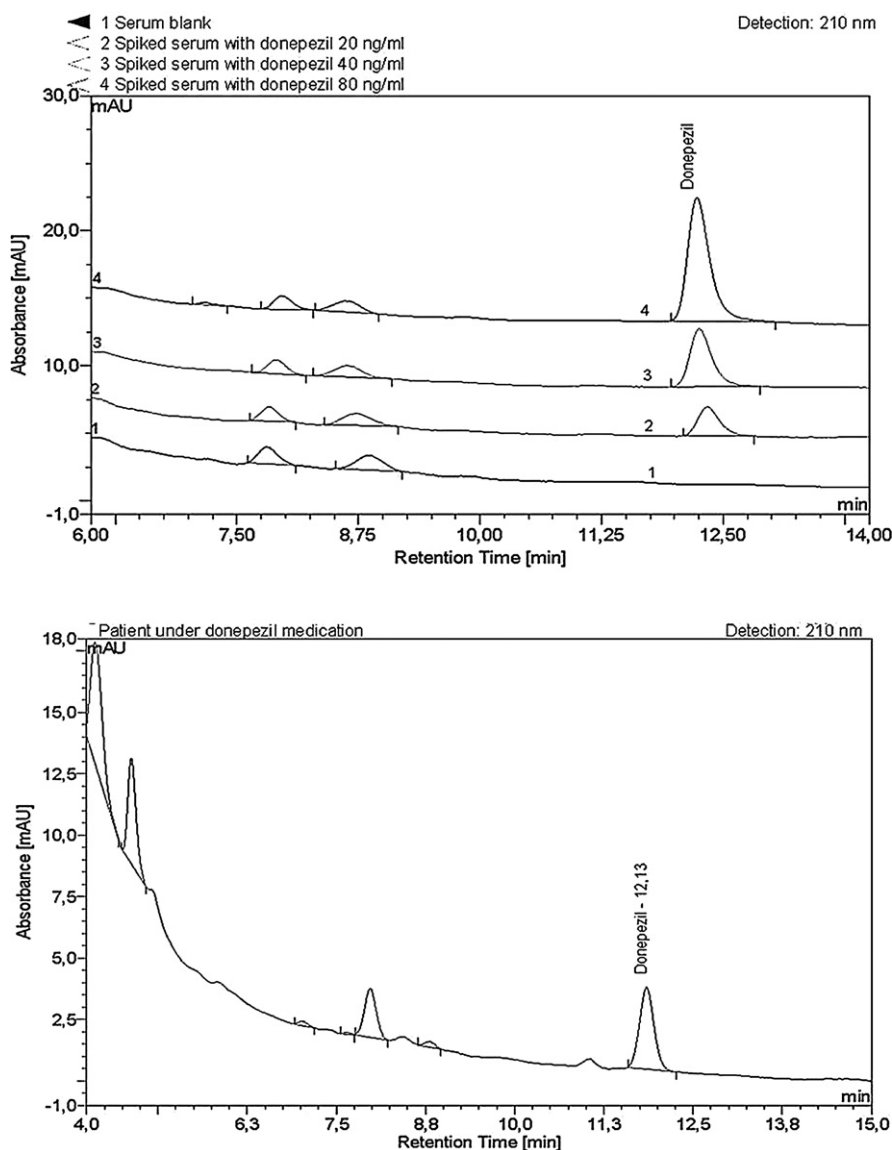 1 Serum blank
Detection: 210 nm
2 Spiked serum with donepezil 20 ng/ml
3 Spiked serum with donepezil 40 ng/ml
4 Spiked serum with donepezil 80 ng/ml
30,0
mAU
20,0
10,0
-1,0
Absorbance [mAU]
Donepezil
4
4
3
3
2
2
1
1
min
6,00 7,50 8,75 10,00 11,25 12,50 14,00
Retention Time [min]
Patient under donepezil medication
Detection: 210 nm
18,0
mAU
15,0
12,5
10,0
7,5
5,0
2,5
-1,0
Absorbance [mAU]
Donepezil - 12,13
min
4,0 6,3 7,5 8,8 10,0 11,3 12,5 13,8 15,0
Retention Time [min]